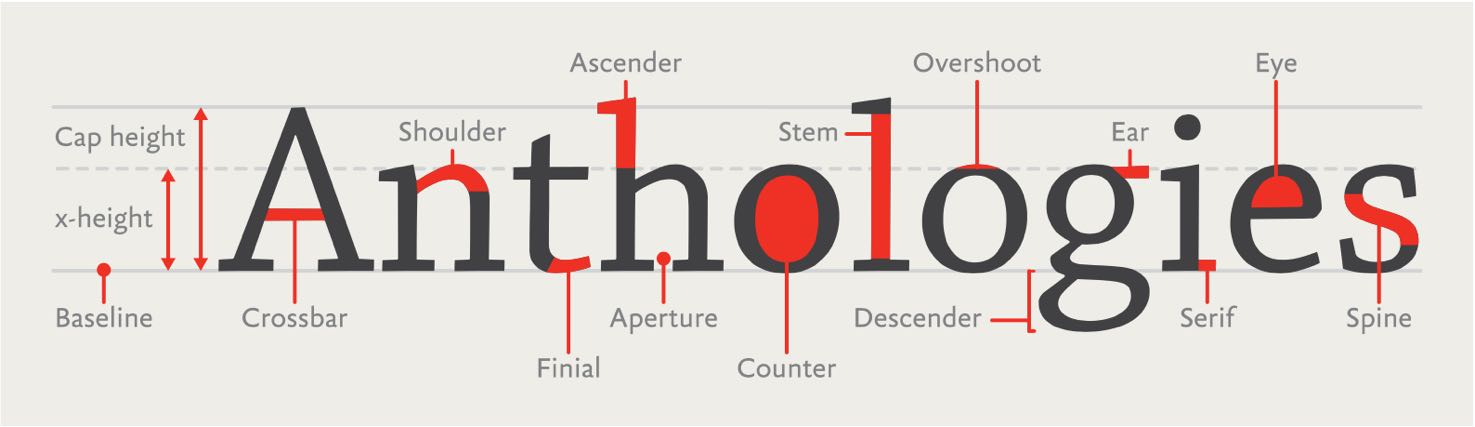 Ascender
Overshoot
Eye
Cap height
Shoulder
Stem
Ear
x-height
Anthologies
Baseline
Crossbar
Aperture
Descender
Serif
Spine
Finial
Counter